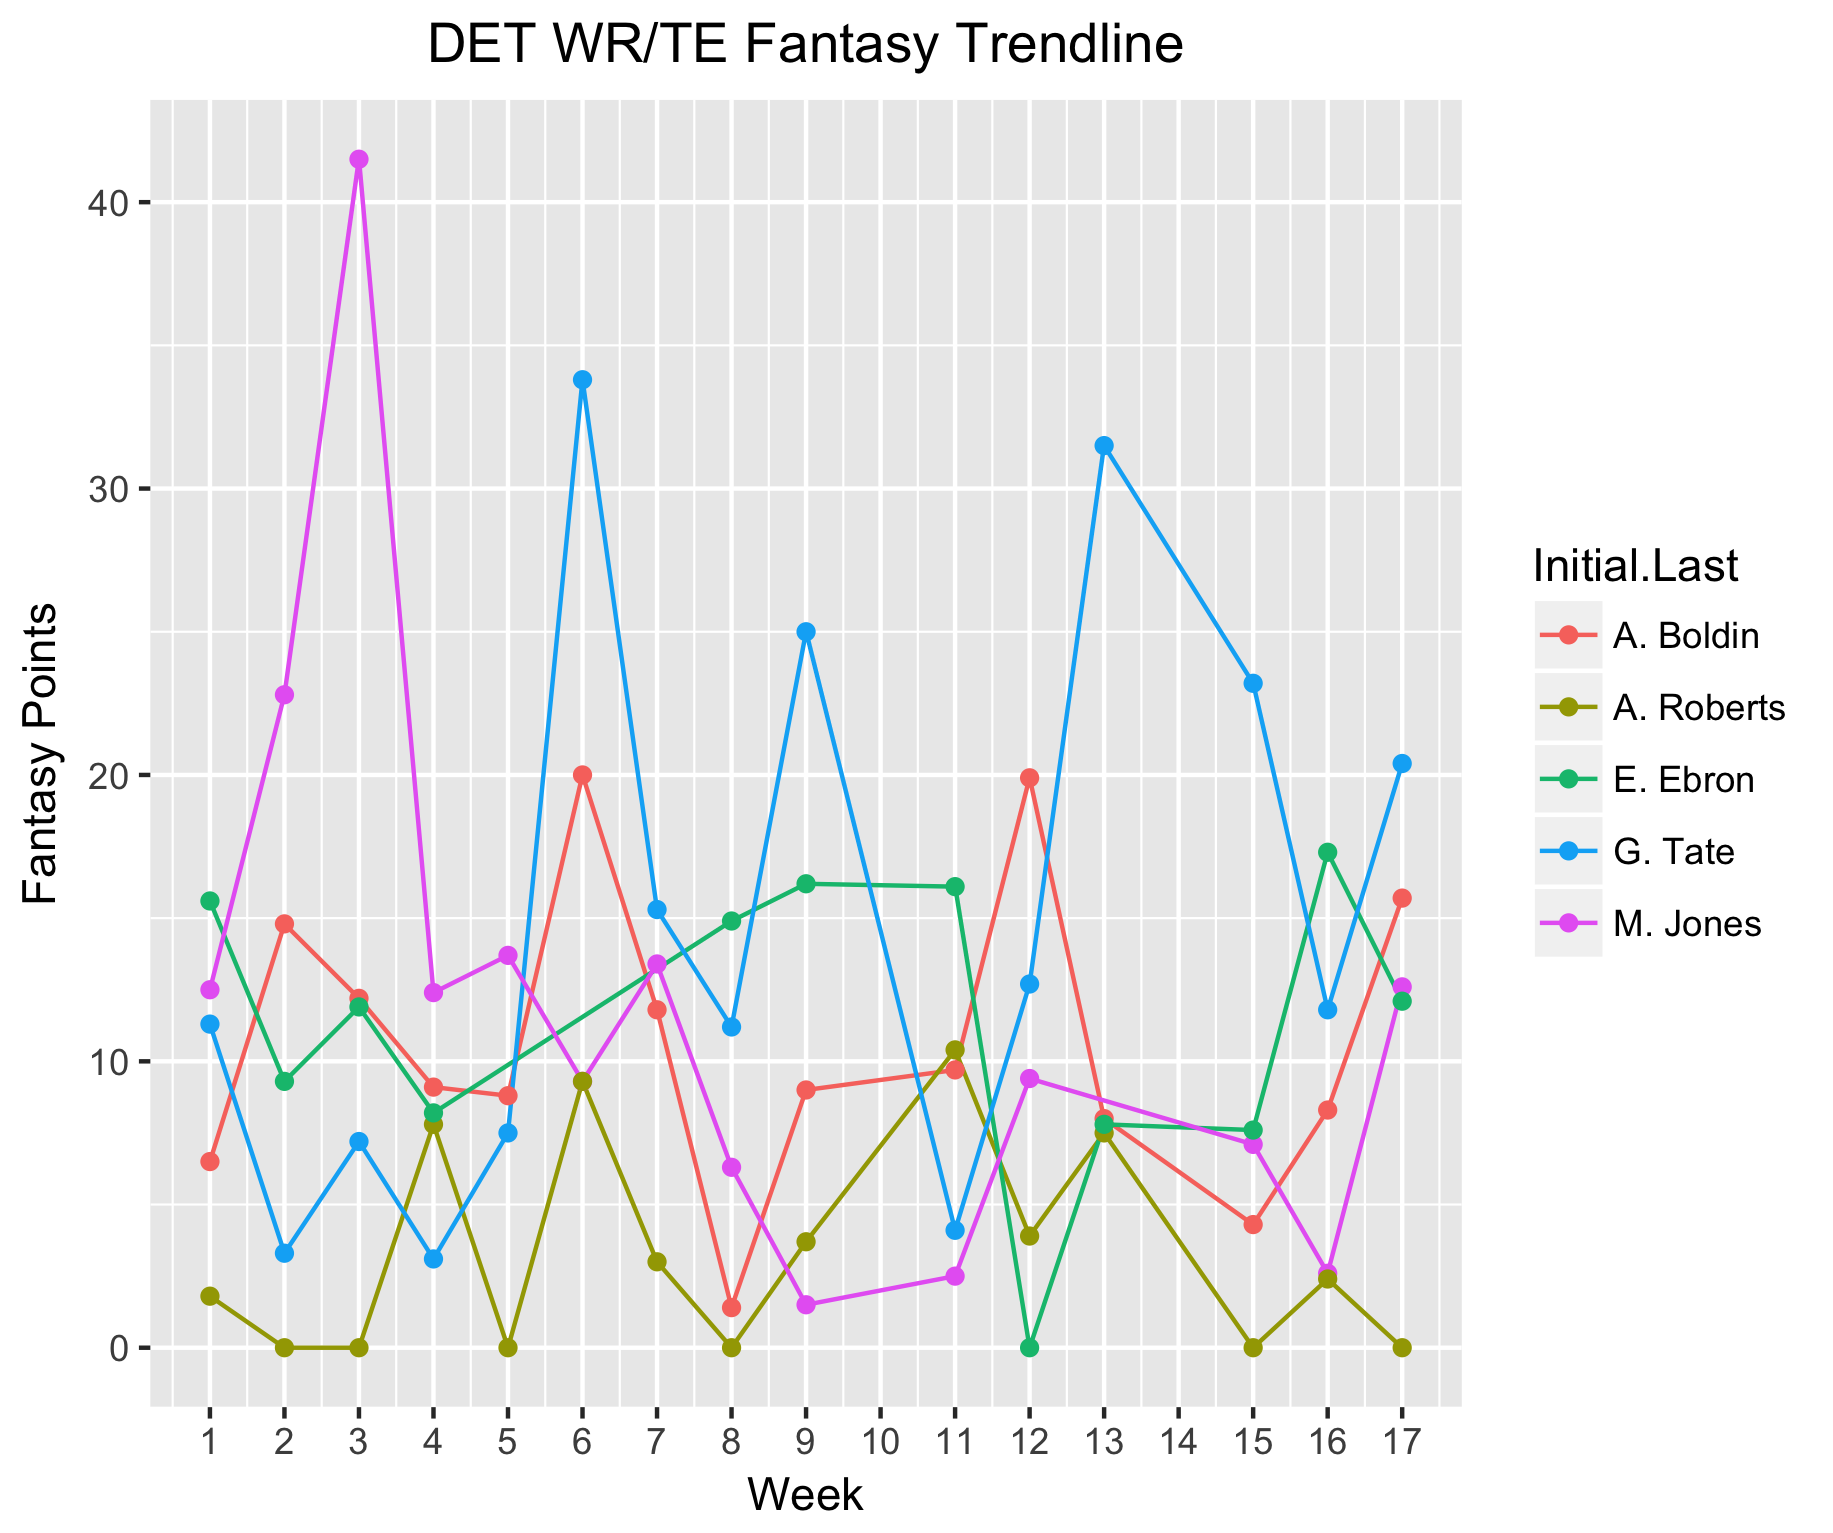 DET WR/TE Fantasy Trendline
Fantasy Points
40
30
20
10
0
1 2 3 4 5 6 7 8 9 10 11 12 13 14 15 16 17
Week
Initial.Last
A. Boldin
A. Roberts
E. Ebron
G. Tate
M. Jones